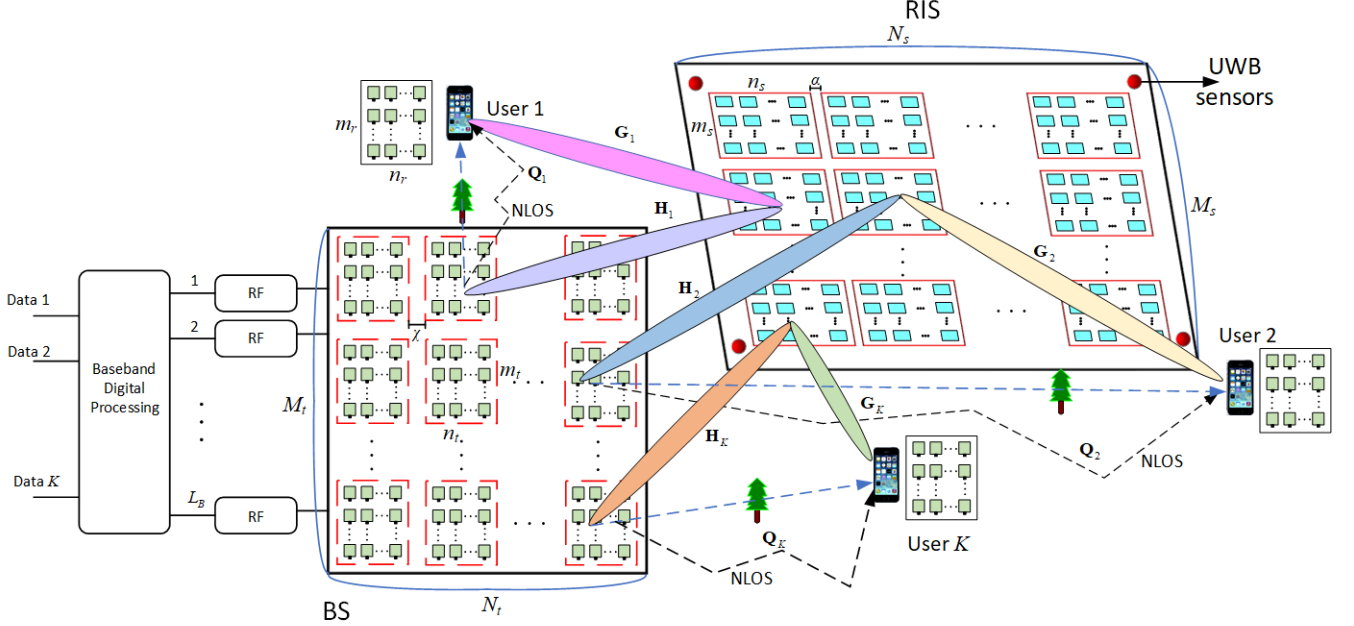 RIS
N_s
UWB
sensors
n_s
α
m_s
M_s
User 1
m_r
n_r
G_1
Q_1
NLOS
H_1
H_2
G_2
Data 1
Data 2
Data K
Baseband
Digital
Processing
1
RF
2
RF
L_B
RF
M_t
χ
m_t
n_t
H_K
G_K
User 2
Q_2
NLOS
User K
Q_K
NLOS
N_t
BS